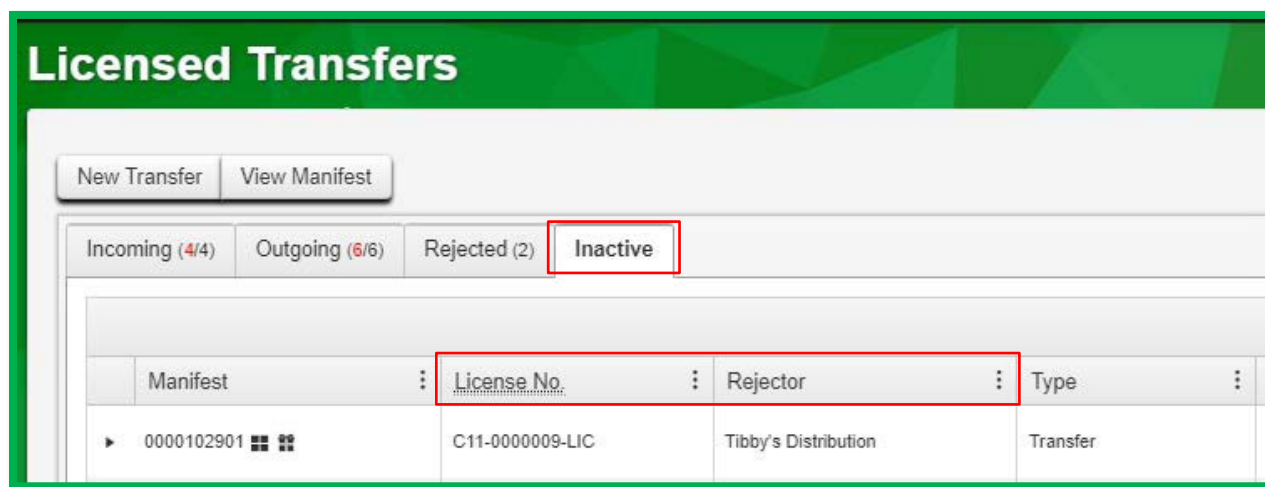 Licensed Transfers
New Transfer View Manifest
Incoming (4/4) Outgoing (6/6) Rejected (2) Inactive
Manifest License No. Rejector Type
0000102901 C11-0000009-LIC Tibby's Distribution Transfer